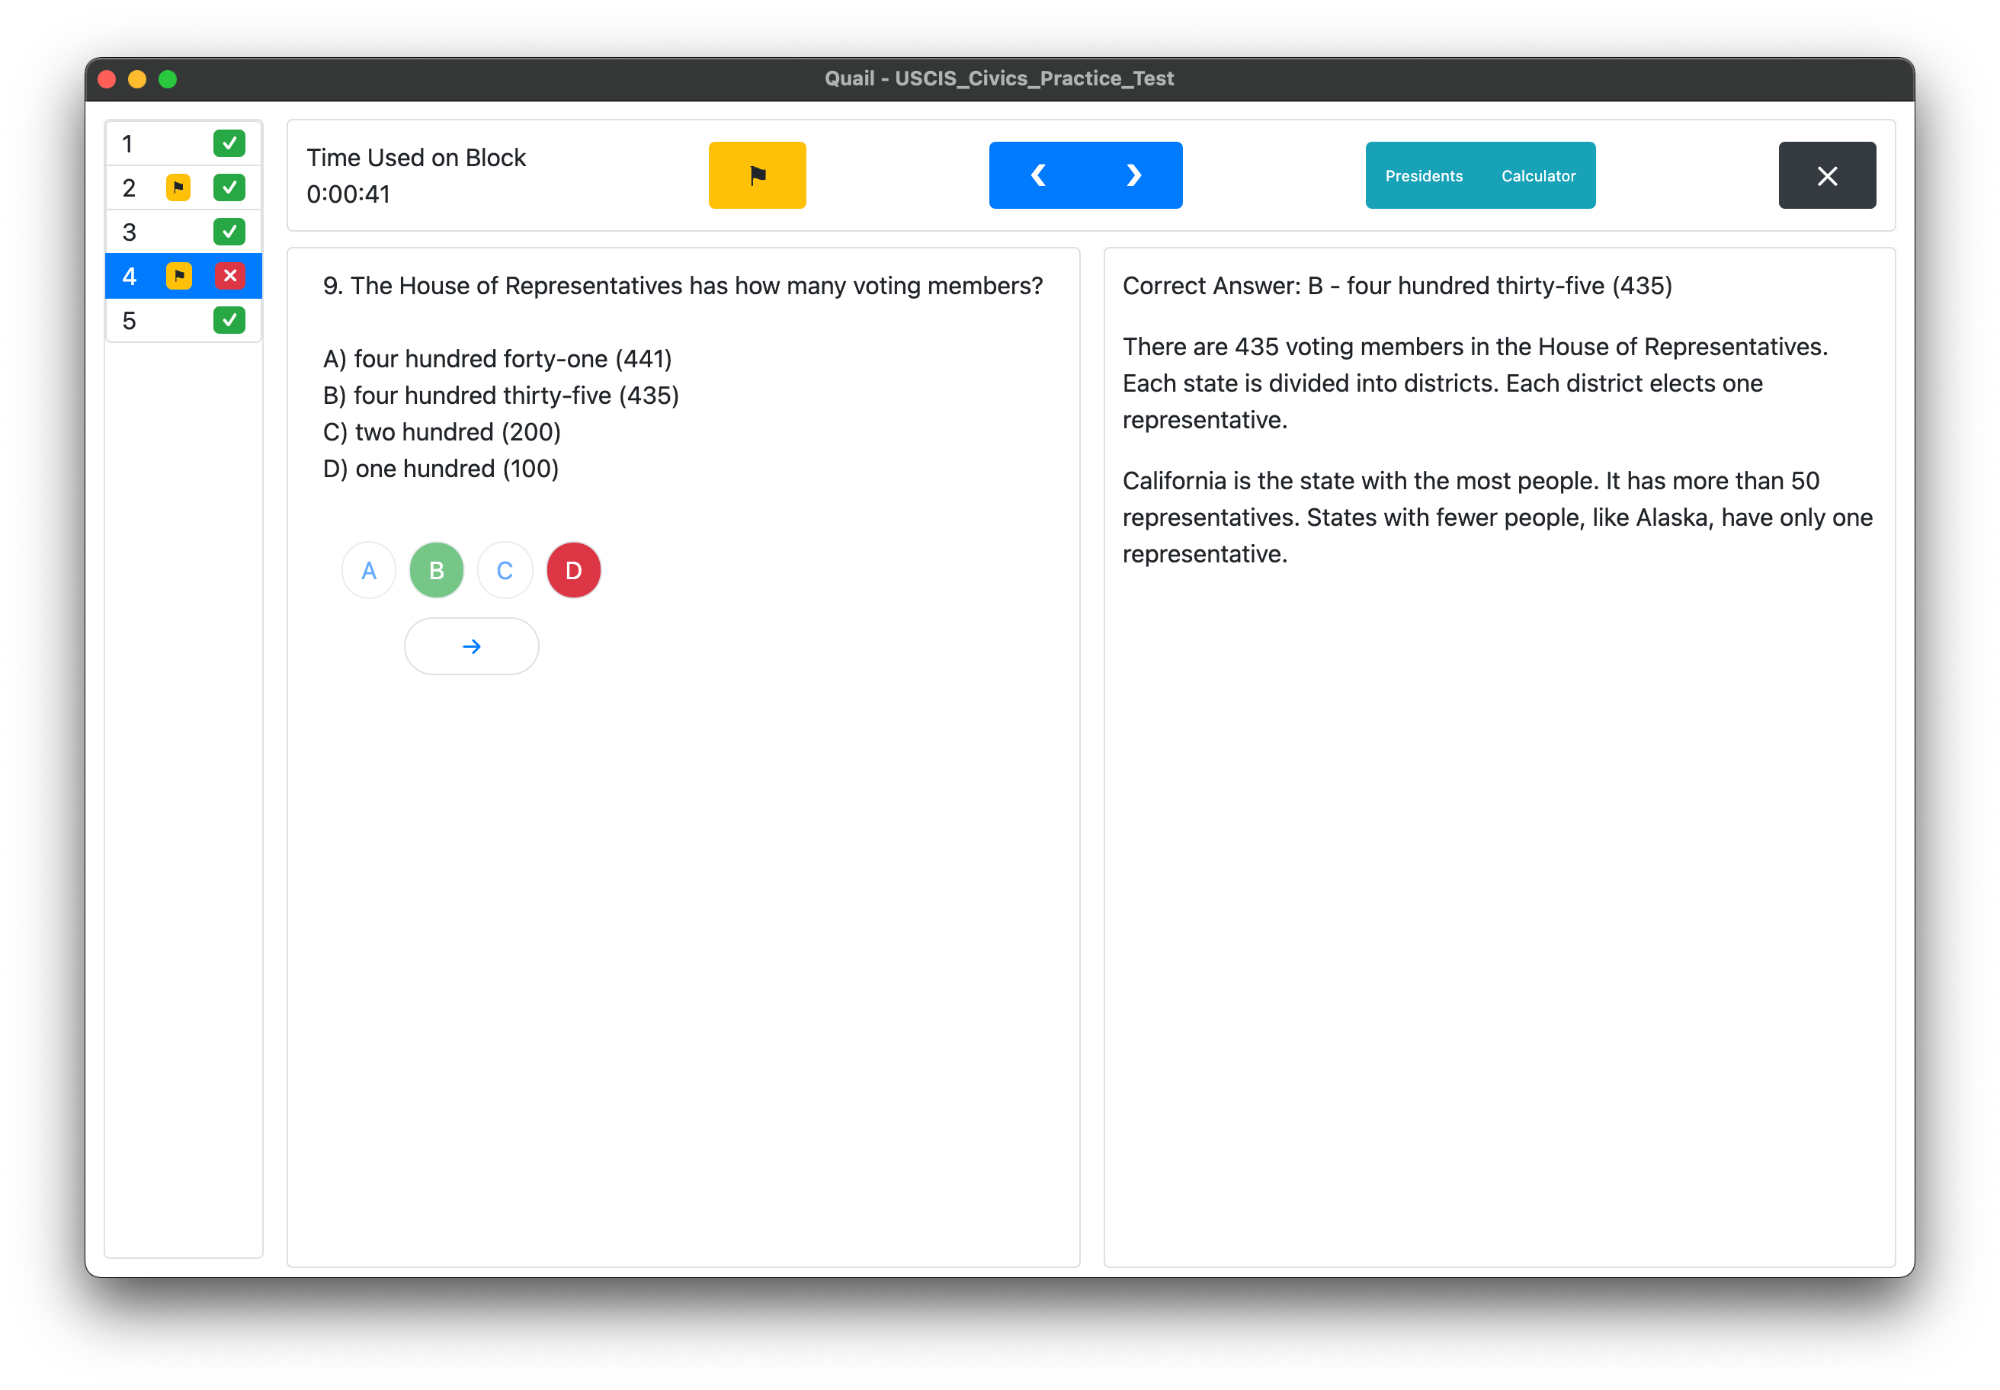 Quail - USCIS_Civics_Practice_Test
1
2
3
4
5
Time Used on Block
0:00:41
Presidents
Calculator
9. The House of Representatives has how many voting members?
A) four hundred forty-one (441)
B) four hundred thirty-five (435)
C) two hundred (200)
D) one hundred (100)
A B C D
Correct Answer: B - four hundred thirty-five (435)
There are 435 voting members in the House of Representatives.
Each state is divided into districts. Each district elects one
representative.
California is the state with the most people. It has more than 50
representatives. States with fewer people, like Alaska, have only one
representative.